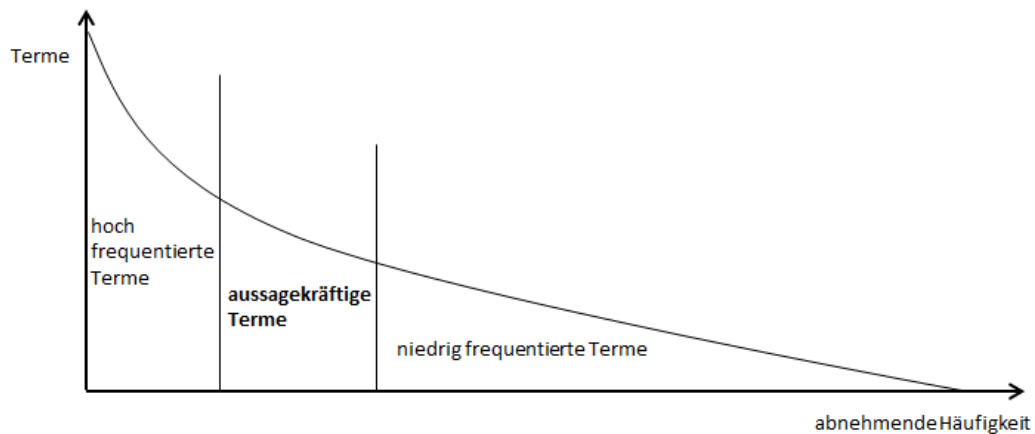 Terme
hoch
frequentierte
Terme
aussagekräftige
Terme
niedrig frequentierte Terme
abnehmende Häufigkeit